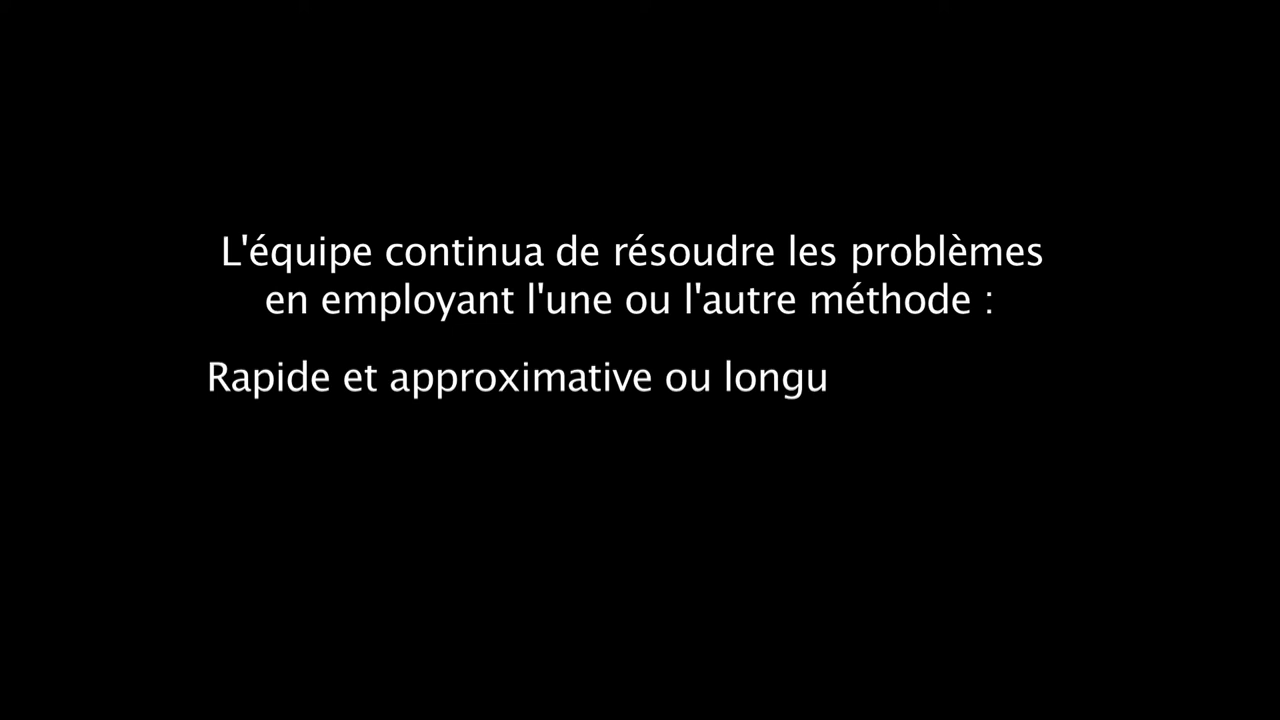 L'équipe continua de résoudre les problèmes
en employant l'une ou l'autre méthode :
Rapide et approximative ou longu